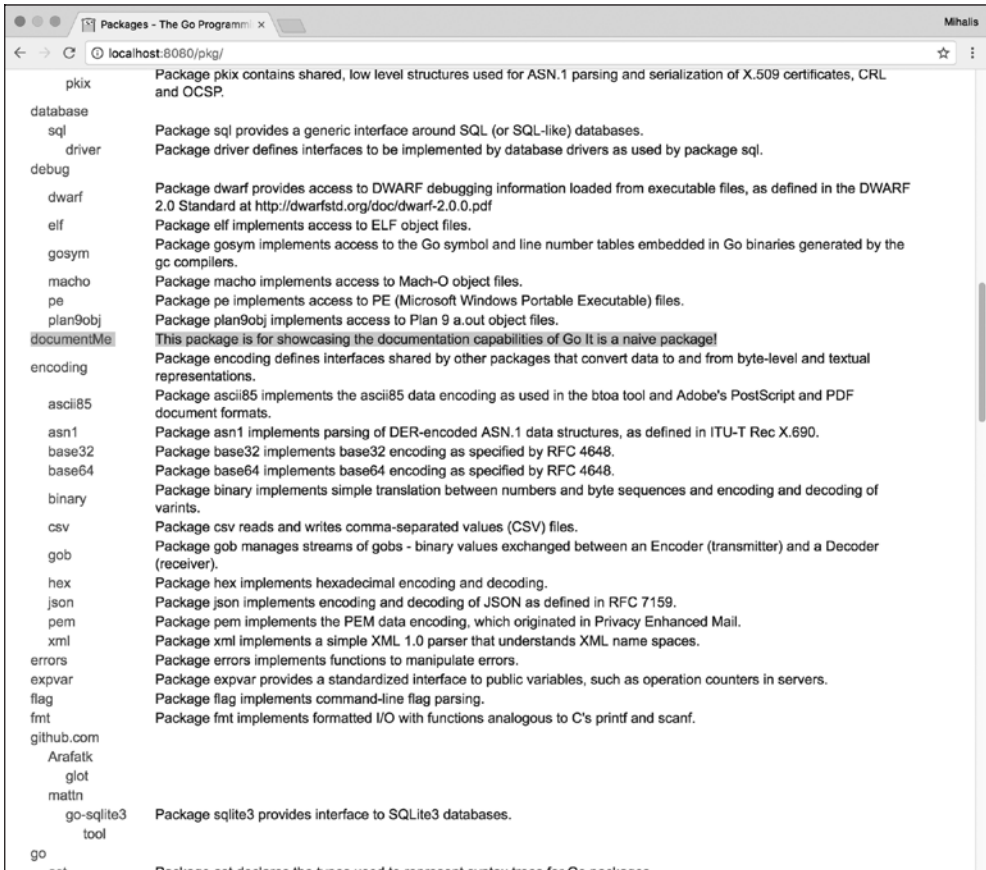 Packages - The Go Programmi
Mihalis
localhost:8080/pkg/
pkix Package pkix contains shared, low level structures used for ASN.1 parsing and serialization of X.509 certificates, CRL
and OCSP.
database
sql Package sql provides a generic interface around SQL (or SQL-like) databases.
driver Package driver defines interfaces to be implemented by database drivers as used by package sql.
debug
dwarf Package dwarf provides access to DWARF debugging information loaded from executable files, as defined in the DWARF
2.0 Standard at http://dwarfstd.org/doc/dwarf-2.0.0.pdf
elf Package elf implements access to ELF object files.
gosym Package gosym implements access to the Go symbol and line number tables embedded in Go binaries generated by the
gc compilers.
macho Package macho implements access to Mach-O object files.
pe Package pe implements access to PE (Microsoft Windows Portable Executable) files.
plan9obj Package plan9obj implements access to Plan 9 a.out object files.
documentMe This package is for showcasing the documentation capabilities of Go It is a naive package!
encoding Package encoding defines interfaces shared by other packages that convert data to and from byte-level and textual
representations.
ascii85 Package ascii85 implements the ascii85 data encoding as used in the btoa tool and Adobe's PostScript and PDF
document formats.
asn1 Package asn1 implements parsing of DER-encoded ASN.1 data structures, as defined in ITU-T Rec X.690.
base32 Package base32 implements base32 encoding as specified by RFC 4648.
base64 Package base64 implements base64 encoding as specified by RFC 4648.
binary Package binary implements simple translation between numbers and byte sequences and encoding and decoding of
varints.
csv Package csv reads and writes comma-separated values (CSV) files.
gob Package gob manages streams of gobs - binary values exchanged between an Encoder (transmitter) and a Decoder
(receiver).
hex Package hex implements hexadecimal encoding and decoding.
json Package json implements encoding and decoding of JSON as defined in RFC 7159.
pem Package pem implements the PEM data encoding, which originated in Privacy Enhanced Mail.
xml Package xml implements a simple XML 1.0 parser that understands XML name spaces.
errors Package errors implements functions to manipulate errors.
expvar Package expvar provides a standardized interface to public variables, such as operation counters in servers.
flag Package flag implements command-line flag parsing.
fmt Package fmt implements formatted I/O with functions analogous to C's printf and scanf.
github.com
Arafatk
glot
mattn
go-sqlite3 Package sqlite3 provides interface to SQLite3 databases.
tool
go